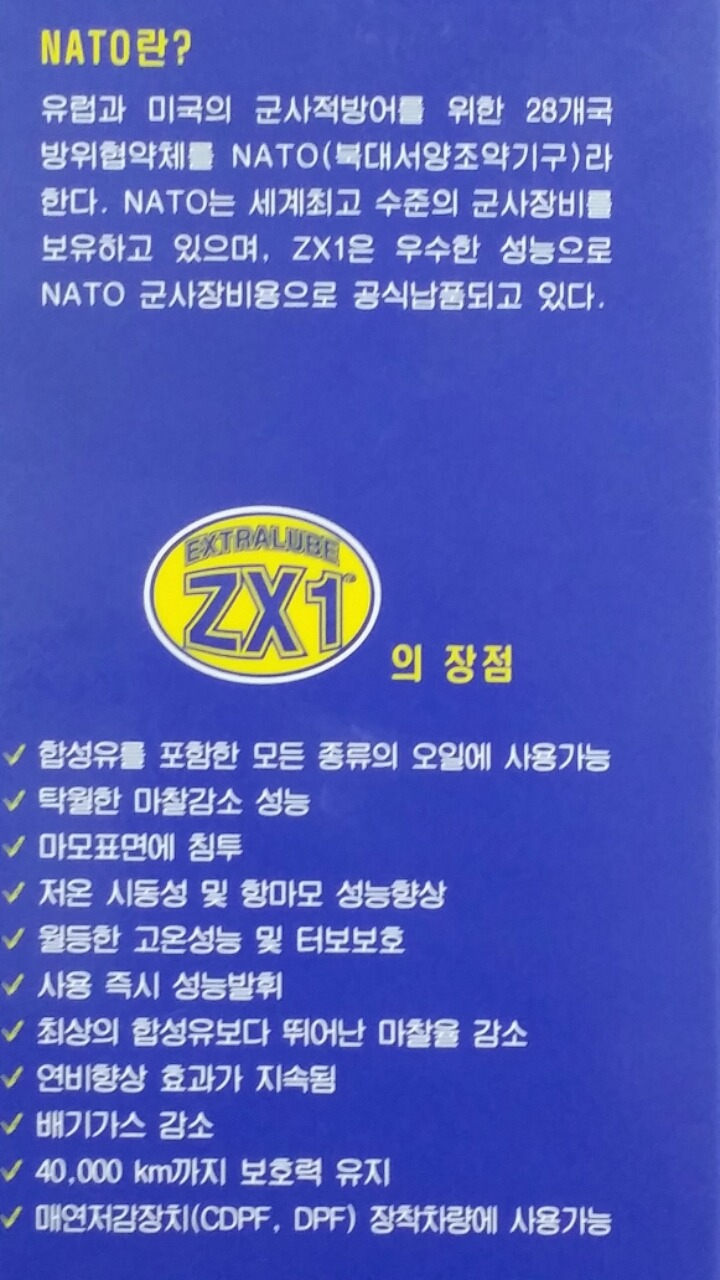 NATO란?
유럽과 미국의 군사적방어를 위한 28개국
방위협약체를 NATO(북대서양조약기구)라
한다. NATO는 세계최고 수준의 군사장비를
보유하고 있으며, ZX1은 우수한 성능으로
NATO 군사장비용으로 공식납품되고 있다.
EXTRALUBE
ZX1
의 장점
✓ 합성유를 포함한 모든 종류의 오일에 사용가능
✓ 탁월한 마찰감소 성능
✓ 마모표면에 침투
✓ 저온 시동성 및 항마모 성능향상
✓ 월등한 고온성능 및 터보보호
✓ 사용 즉시 성능발휘
✓ 최상의 합성유보다 뛰어난 마찰율 감소
✓ 연비향상 효과가 지속됨
✓ 배기가스 감소
✓ 40,000 km까지 보호력 유지
✓ 매연저감장치(CDPF, DPF) 장착차량에 사용가능